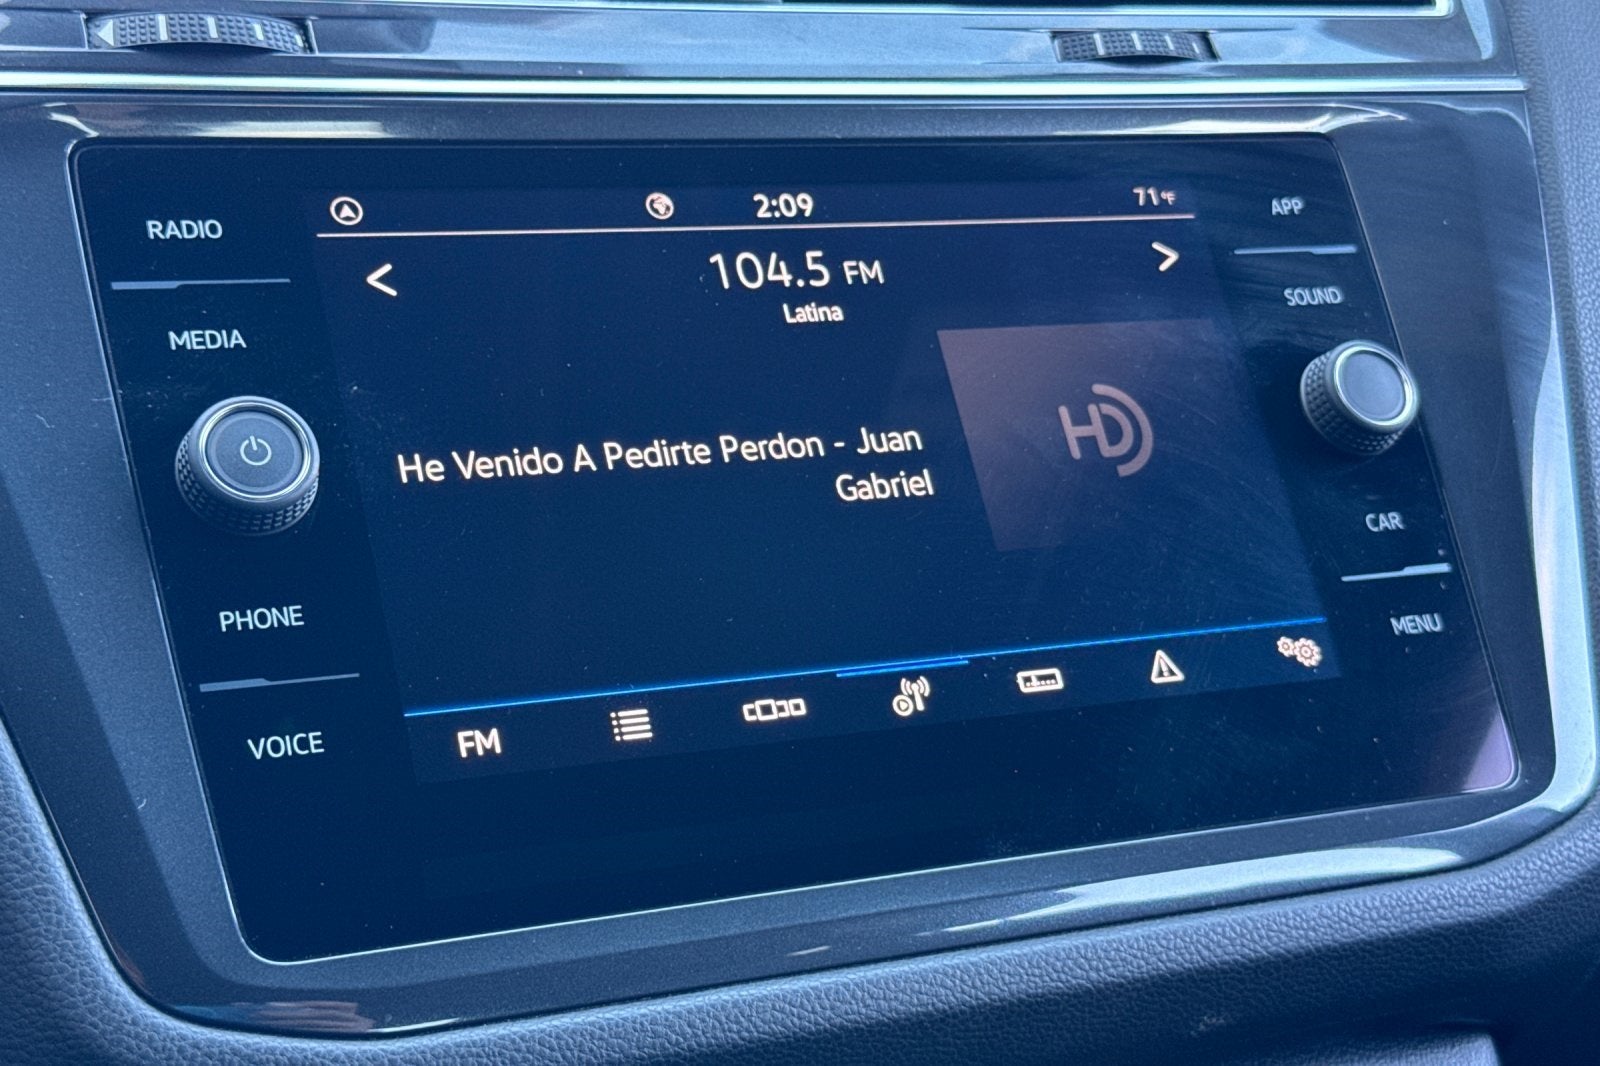 RADIO
MEDIA
PHONE
VOICE
2:09
71°F
104.5 FM
Latina
He Venido A Pedirte Perdon - Juan
Gabriel
HD
FM
APP
SOUND
CAR
MENU